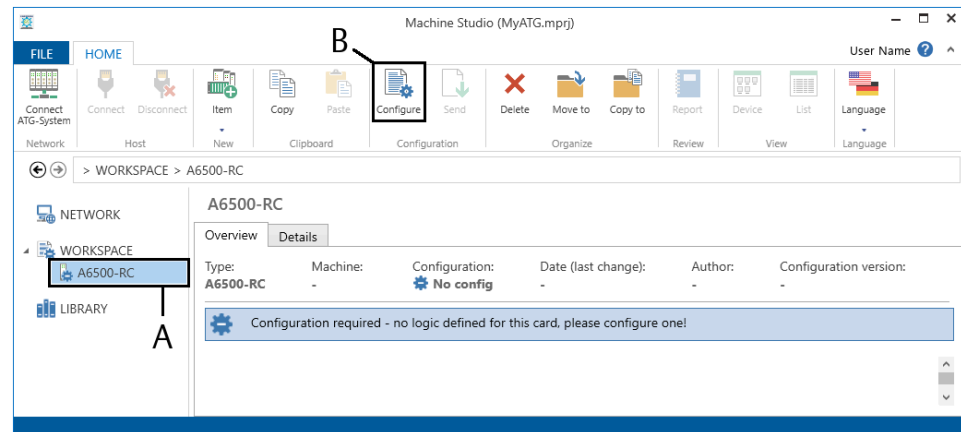 Machine Studio (MyATG.mprj)
B
FILE HOME
User Name
Connect ATG-System
Connect
Disconnect
Item
Copy
Paste
Configure
Send
Delete
Move to
Copy to
Report
Device
List
Language
Network
Host
New
Clipboard
Configuration
Organize
Review
View
Language
> WORKSPACE > A6500-RC
NETWORK
WORKSPACE
A6500-RC
LIBRARY
A
A6500-RC
Overview Details
Type: Machine: Configuration: Date (last change): Author: Configuration version:
A6500-RC - No config - - -
Configuration required - no logic defined for this card, please configure one!